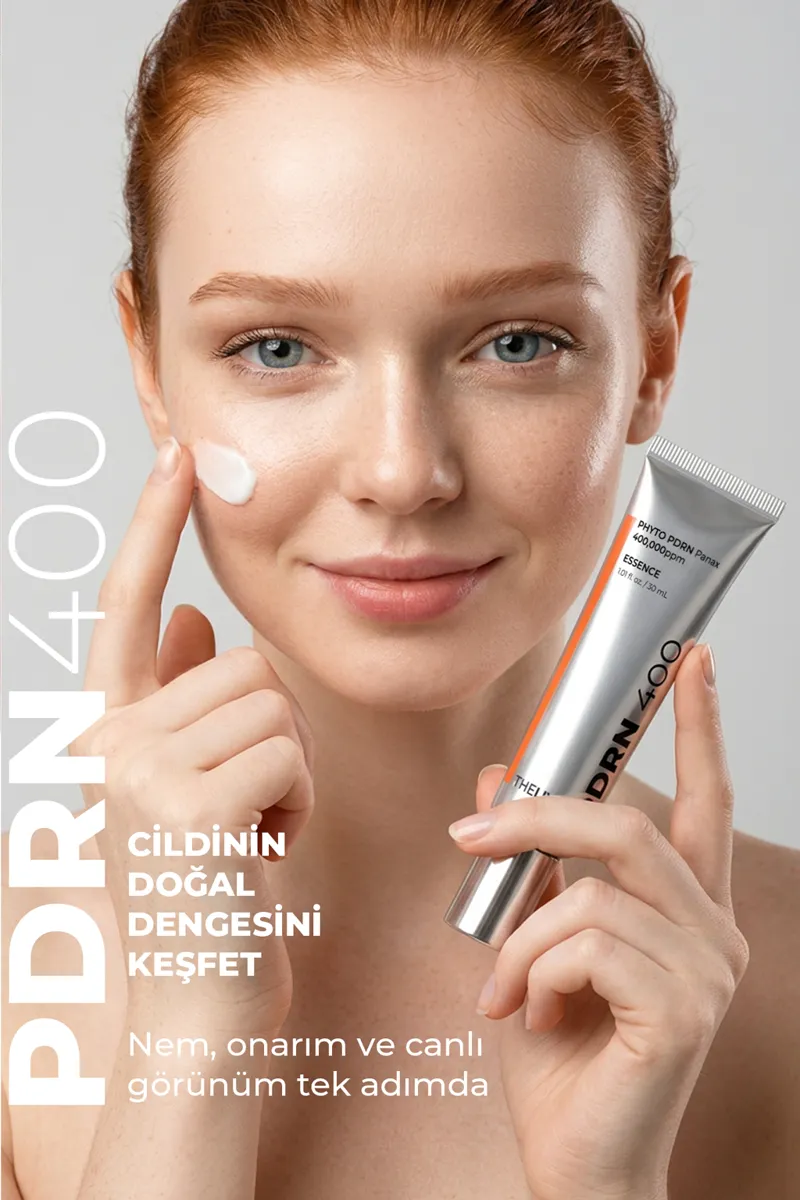 PDRN 400
CİLDİNİN
DOĞAL
DENGESİNİ
KEŞFET
Nem, onarım ve canlı
görünüm tek adımda
PHYTO PDRN Panax
400,000ppm
ESSENCE
1.01 fl. oz. / 30 mL
PDRN 400